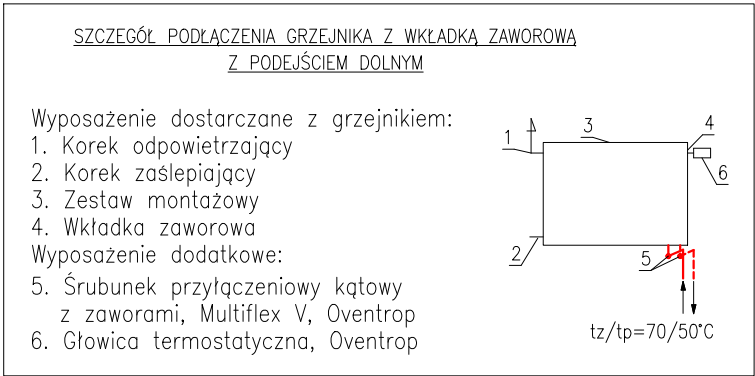 SZCZEGÓŁ PODŁĄCZENIA GRZEJNIKA Z WKŁADKĄ ZAWOROWĄ
Z PODEJŚCIEM DOLNYM
Wyposażenie dostarczane z grzejnikiem:
1. Korek odpowietrzający
2. Korek zaślepiający
3. Zestaw montażowy
4. Wkładka zaworowa
Wyposażenie dodatkowe:
5. Śrubunek przyłączeniowy kątowy
z zaworami, Multiflex V, Oventrop
6. Głowica termostatyczna, Oventrop
1
3
4
6
2
5
tz/tp=70/50°C